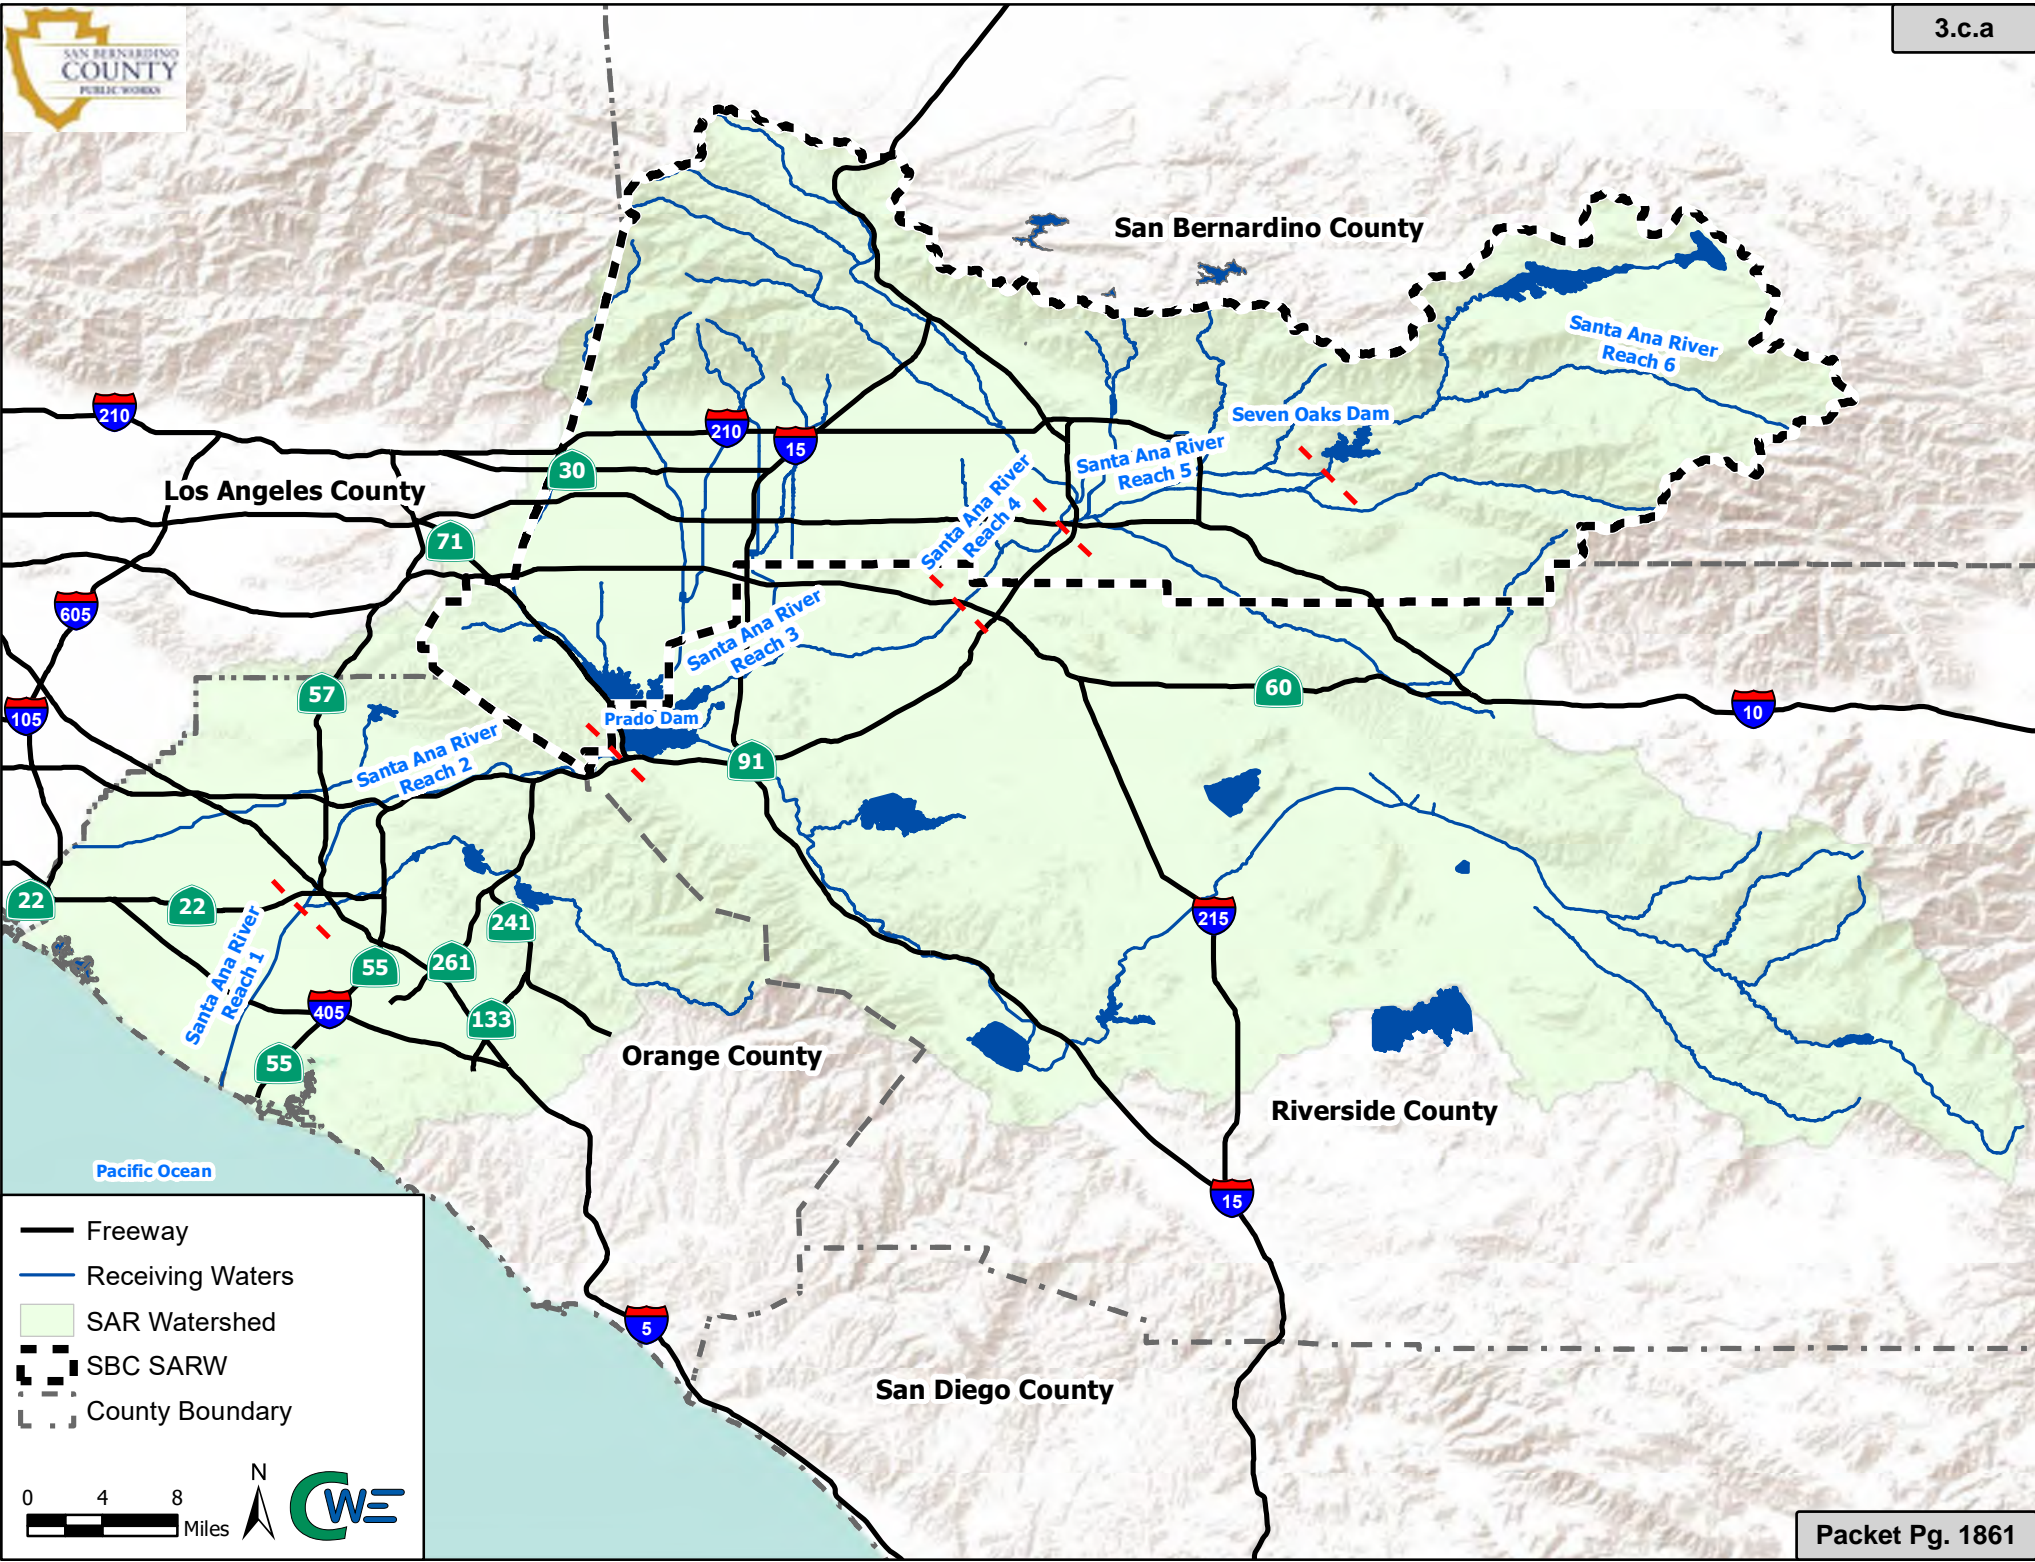 SAN BERNARDINO
COUNTY
PUBLIC WORKS
3.c.a
San Bernardino County
Santa Ana River
Reach 6
Seven Oaks Dam
210
210
15
Santa Ana River
Reach 5
30
Santa Ana River
Reach 4
Los Angeles County
71
605
Santa Ana River
Reach 3
57
60
105
10
Prado Dam
Santa Ana River
Reach 2
91
22
22
241
215
Santa Ana River
Reach 1
55
261
405
133
55
Orange County
Riverside County
Pacific Ocean
15
5
San Diego County
Freeway
Receiving Waters
SAR Watershed
SBC SARW
County Boundary
N
0 4 8
Miles
CWE
Packet Pg. 1861